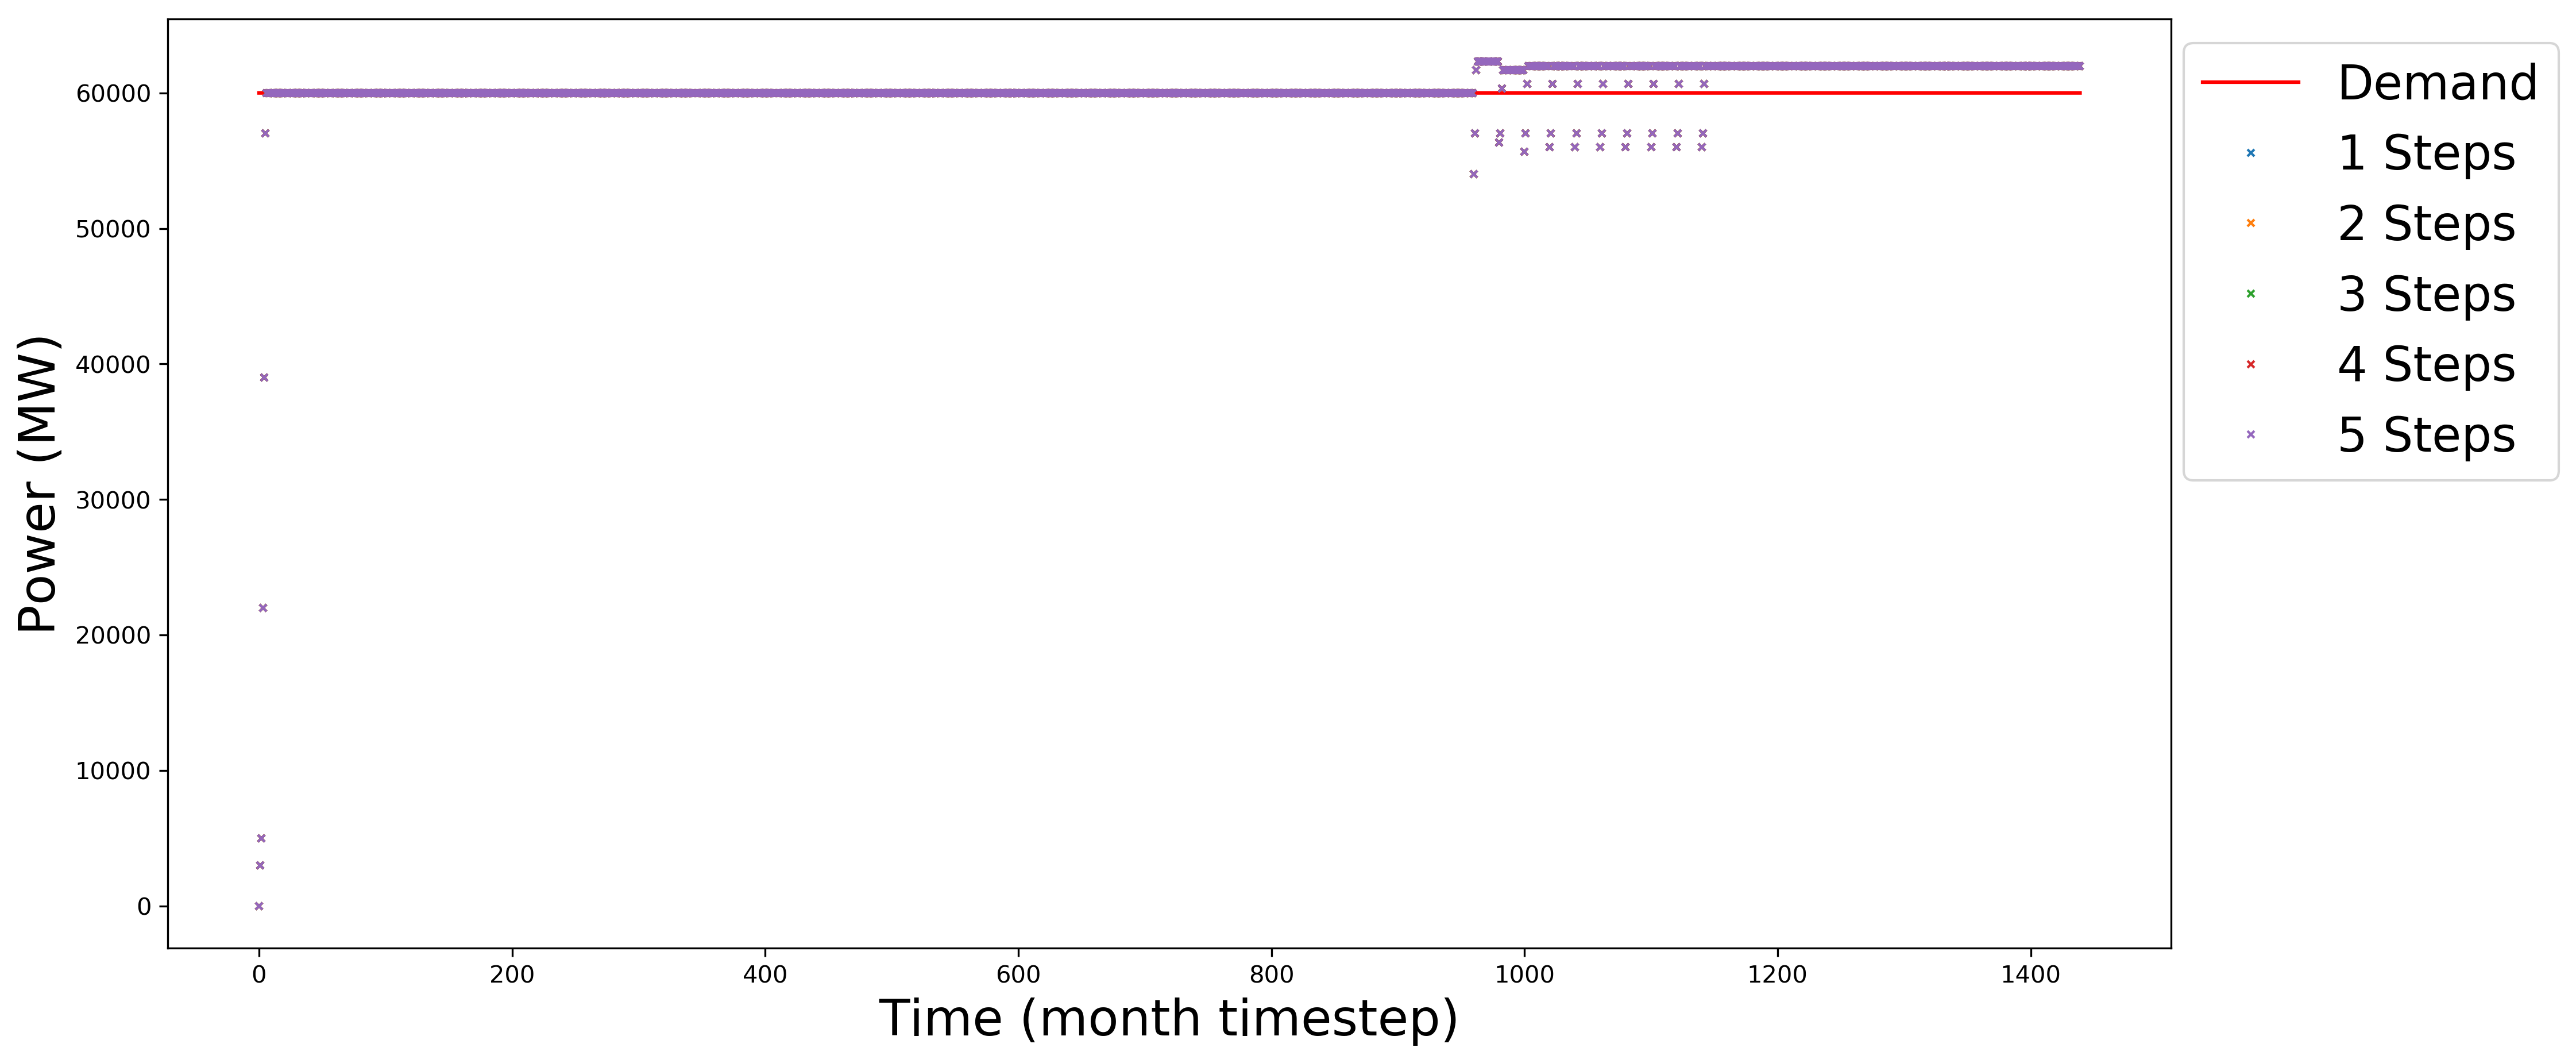 60000
50000
40000
30000
20000
10000
0
Power (MW)
0 200 400 600 800 1000 1200 1400
Time (month timestep)
Demand
1 Steps
2 Steps
3 Steps
4 Steps
5 Steps